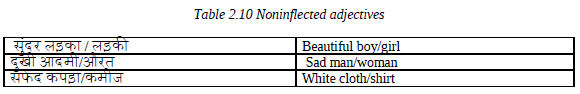 Table 2.10 Noninflected adjectives
सुंदर लड़का / लड़की Beautiful boy/girl
दुखी आदमी/औरत Sad man/woman
सफेद कपड़ा/कमीज White cloth/shirt